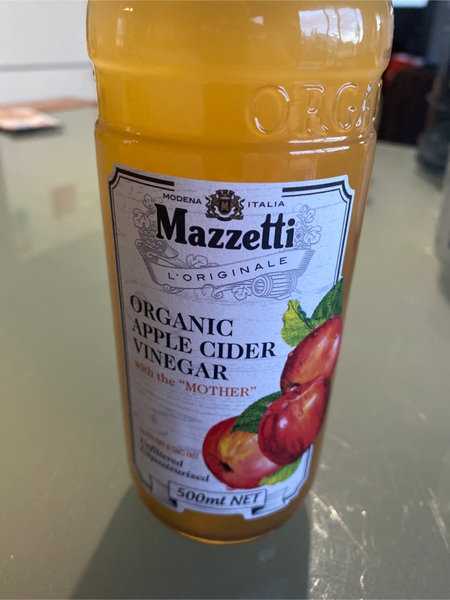 ORGA
MODENA ITALIA
Mazzetti
L'ORIGINALE
ORGANIC
APPLE CIDER
VINEGAR
with the "MOTHER"
Unfiltered
Unpasteurised
500ml NET